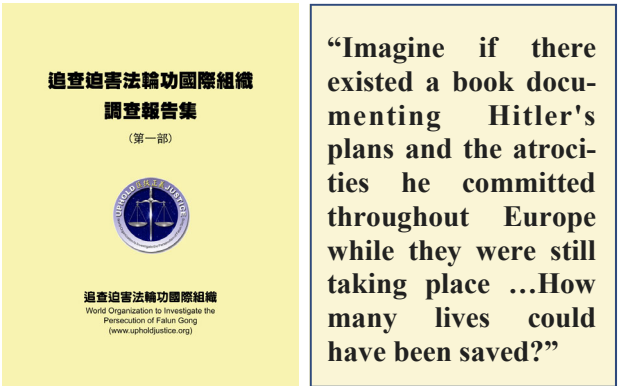 追查迫害法輪功國際組織
調查報告集
(第一部)
UPHOLD JUSTICE
追查迫害法輪功國際組織
World Organization to Investigate the
Persecution of Falun Gong
(www.upholdjustice.org)
“Imagine if there
existed a book docu-
menting Hitler's
plans and the atroci-
ties he committed
throughout Europe
while they were still
taking place …How
many lives could
have been saved?”